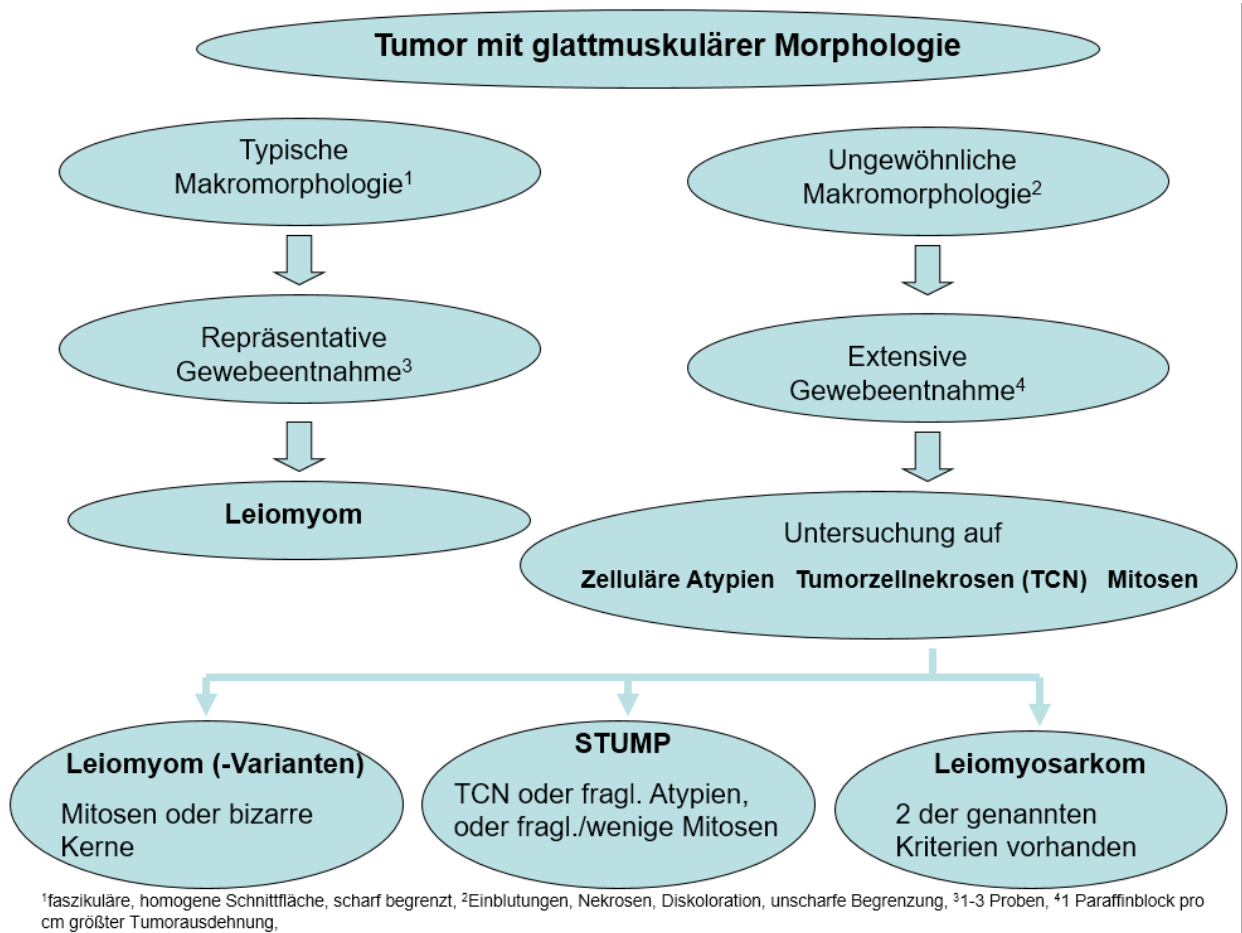 Tumor mit glattmuskulärer Morphologie
Typische
Makromorphologie¹
Ungewöhnliche
Makromorphologie²
Repräsentative
Gewebeentnahme³
Extensive
Gewebeentnahme⁴
Leiomyom
Untersuchung auf
Zelluläre Atypien Tumorzellnekrosen (TCN) Mitosen
Leiomyom (-Varianten)
Mitosen oder bizarre
Kerne
STUMP
TCN oder fragl. Atypien,
oder fragl./wenige Mitosen
Leiomyosarkom
2 der genannten
Kriterien vorhanden
¹faszikuläre, homogene Schnittfläche, scharf begrenzt, ²Einblutungen, Nekrosen, Diskoloration, unscharfe Begrenzung, ³1-3 Proben, ⁴1 Paraffinblock pro
cm größter Tumorausdehnung,